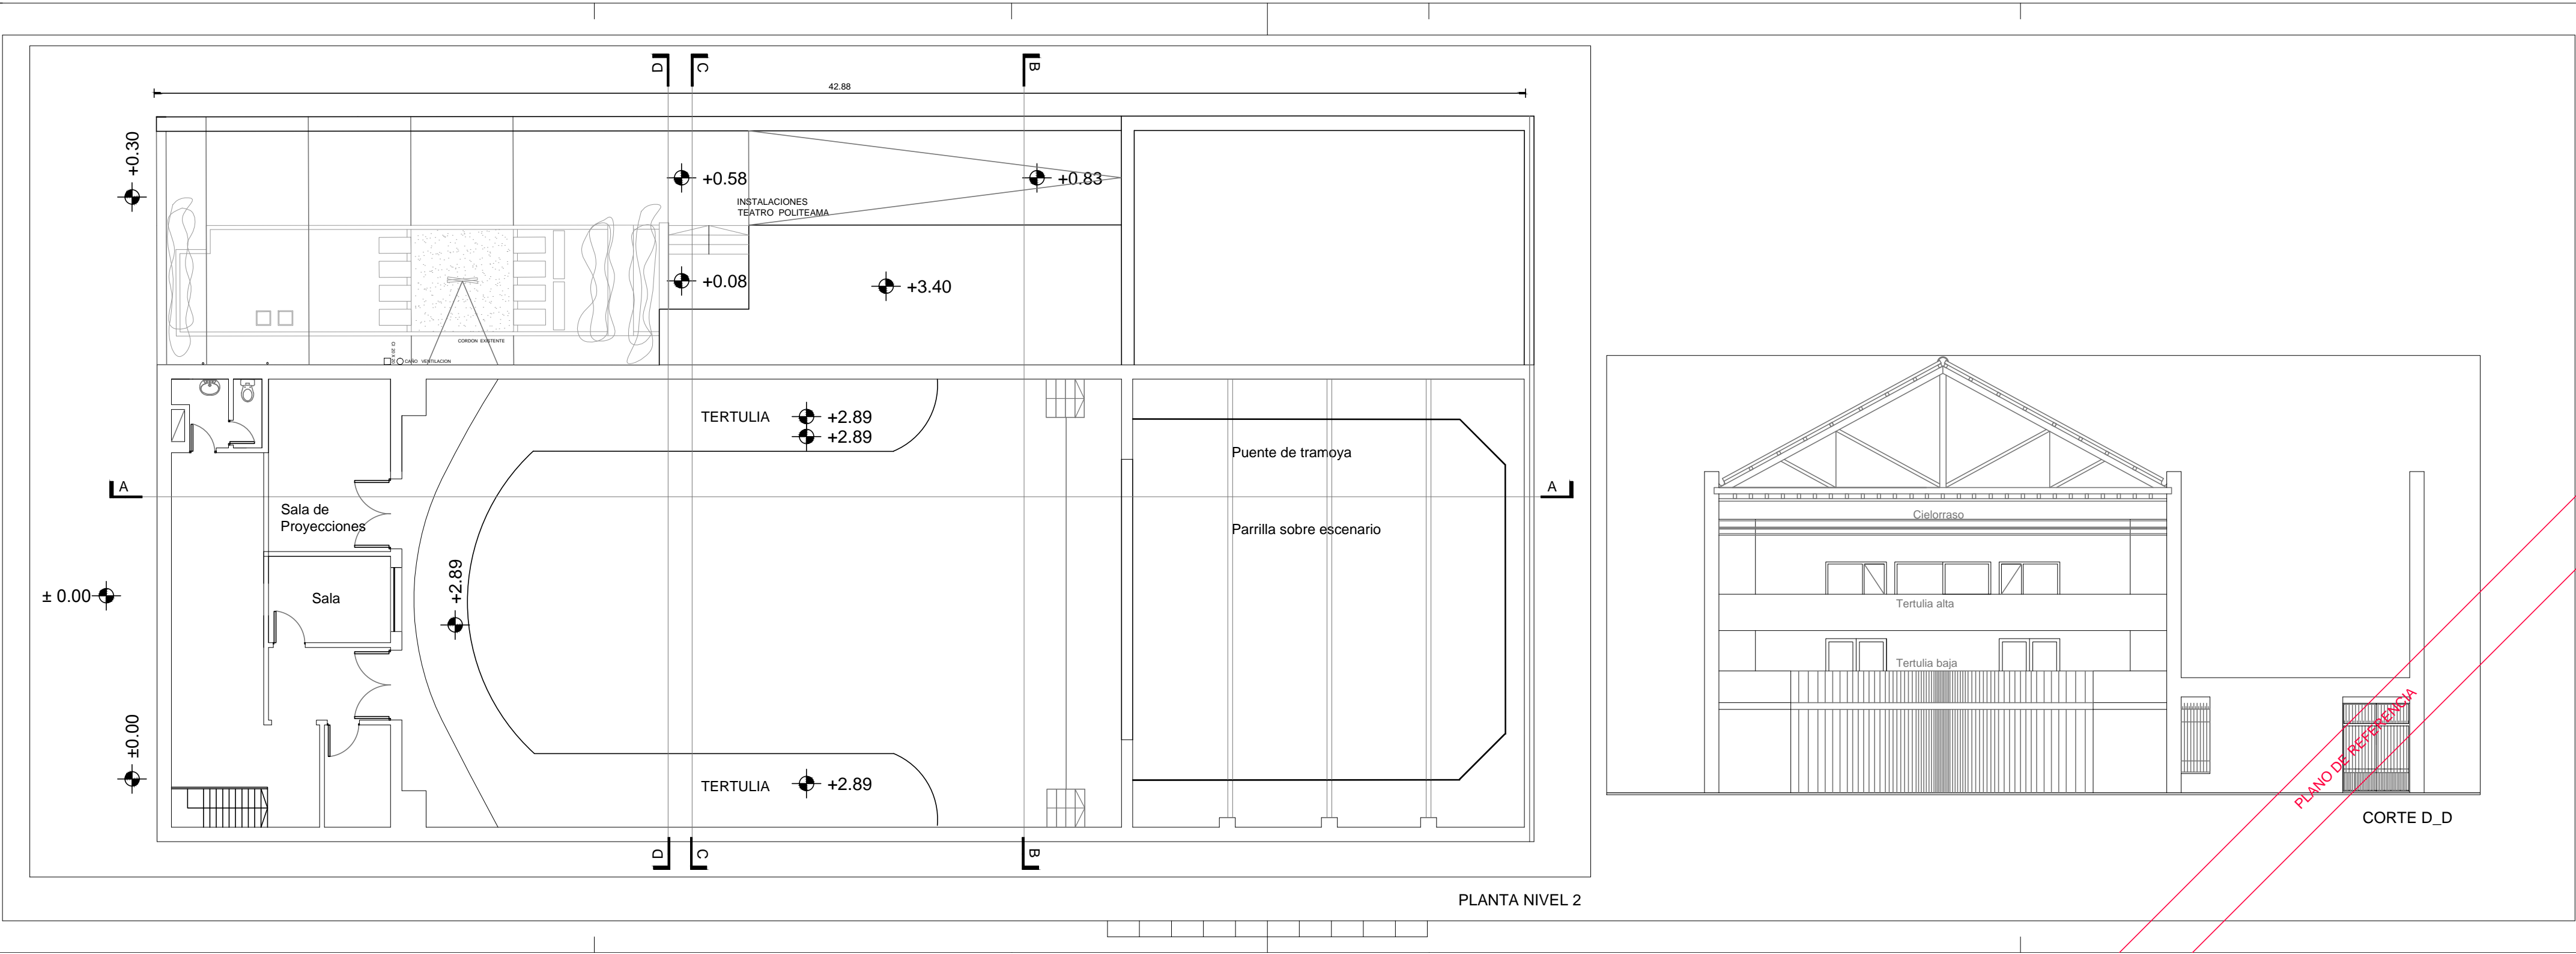 D
C
B
42.88
+0.30
+0.58
+0.83
INSTALACIONES
TEATRO POLITEAMA
+0.08
+3.40
CORDON EXISTENTE
CAÑO VENTILACION
TERTULIA
+2.89
+2.89
Puente de tramoya
A
A
Sala de
Proyecciones
Parrilla sobre escenario
+2.89
± 0.00
Sala
±0.00
TERTULIA
+2.89
D
C
B
PLANTA NIVEL 2
Cielorraso
Tertulia alta
Tertulia baja
PLANO DE REFERENCIA
CORTE D_D